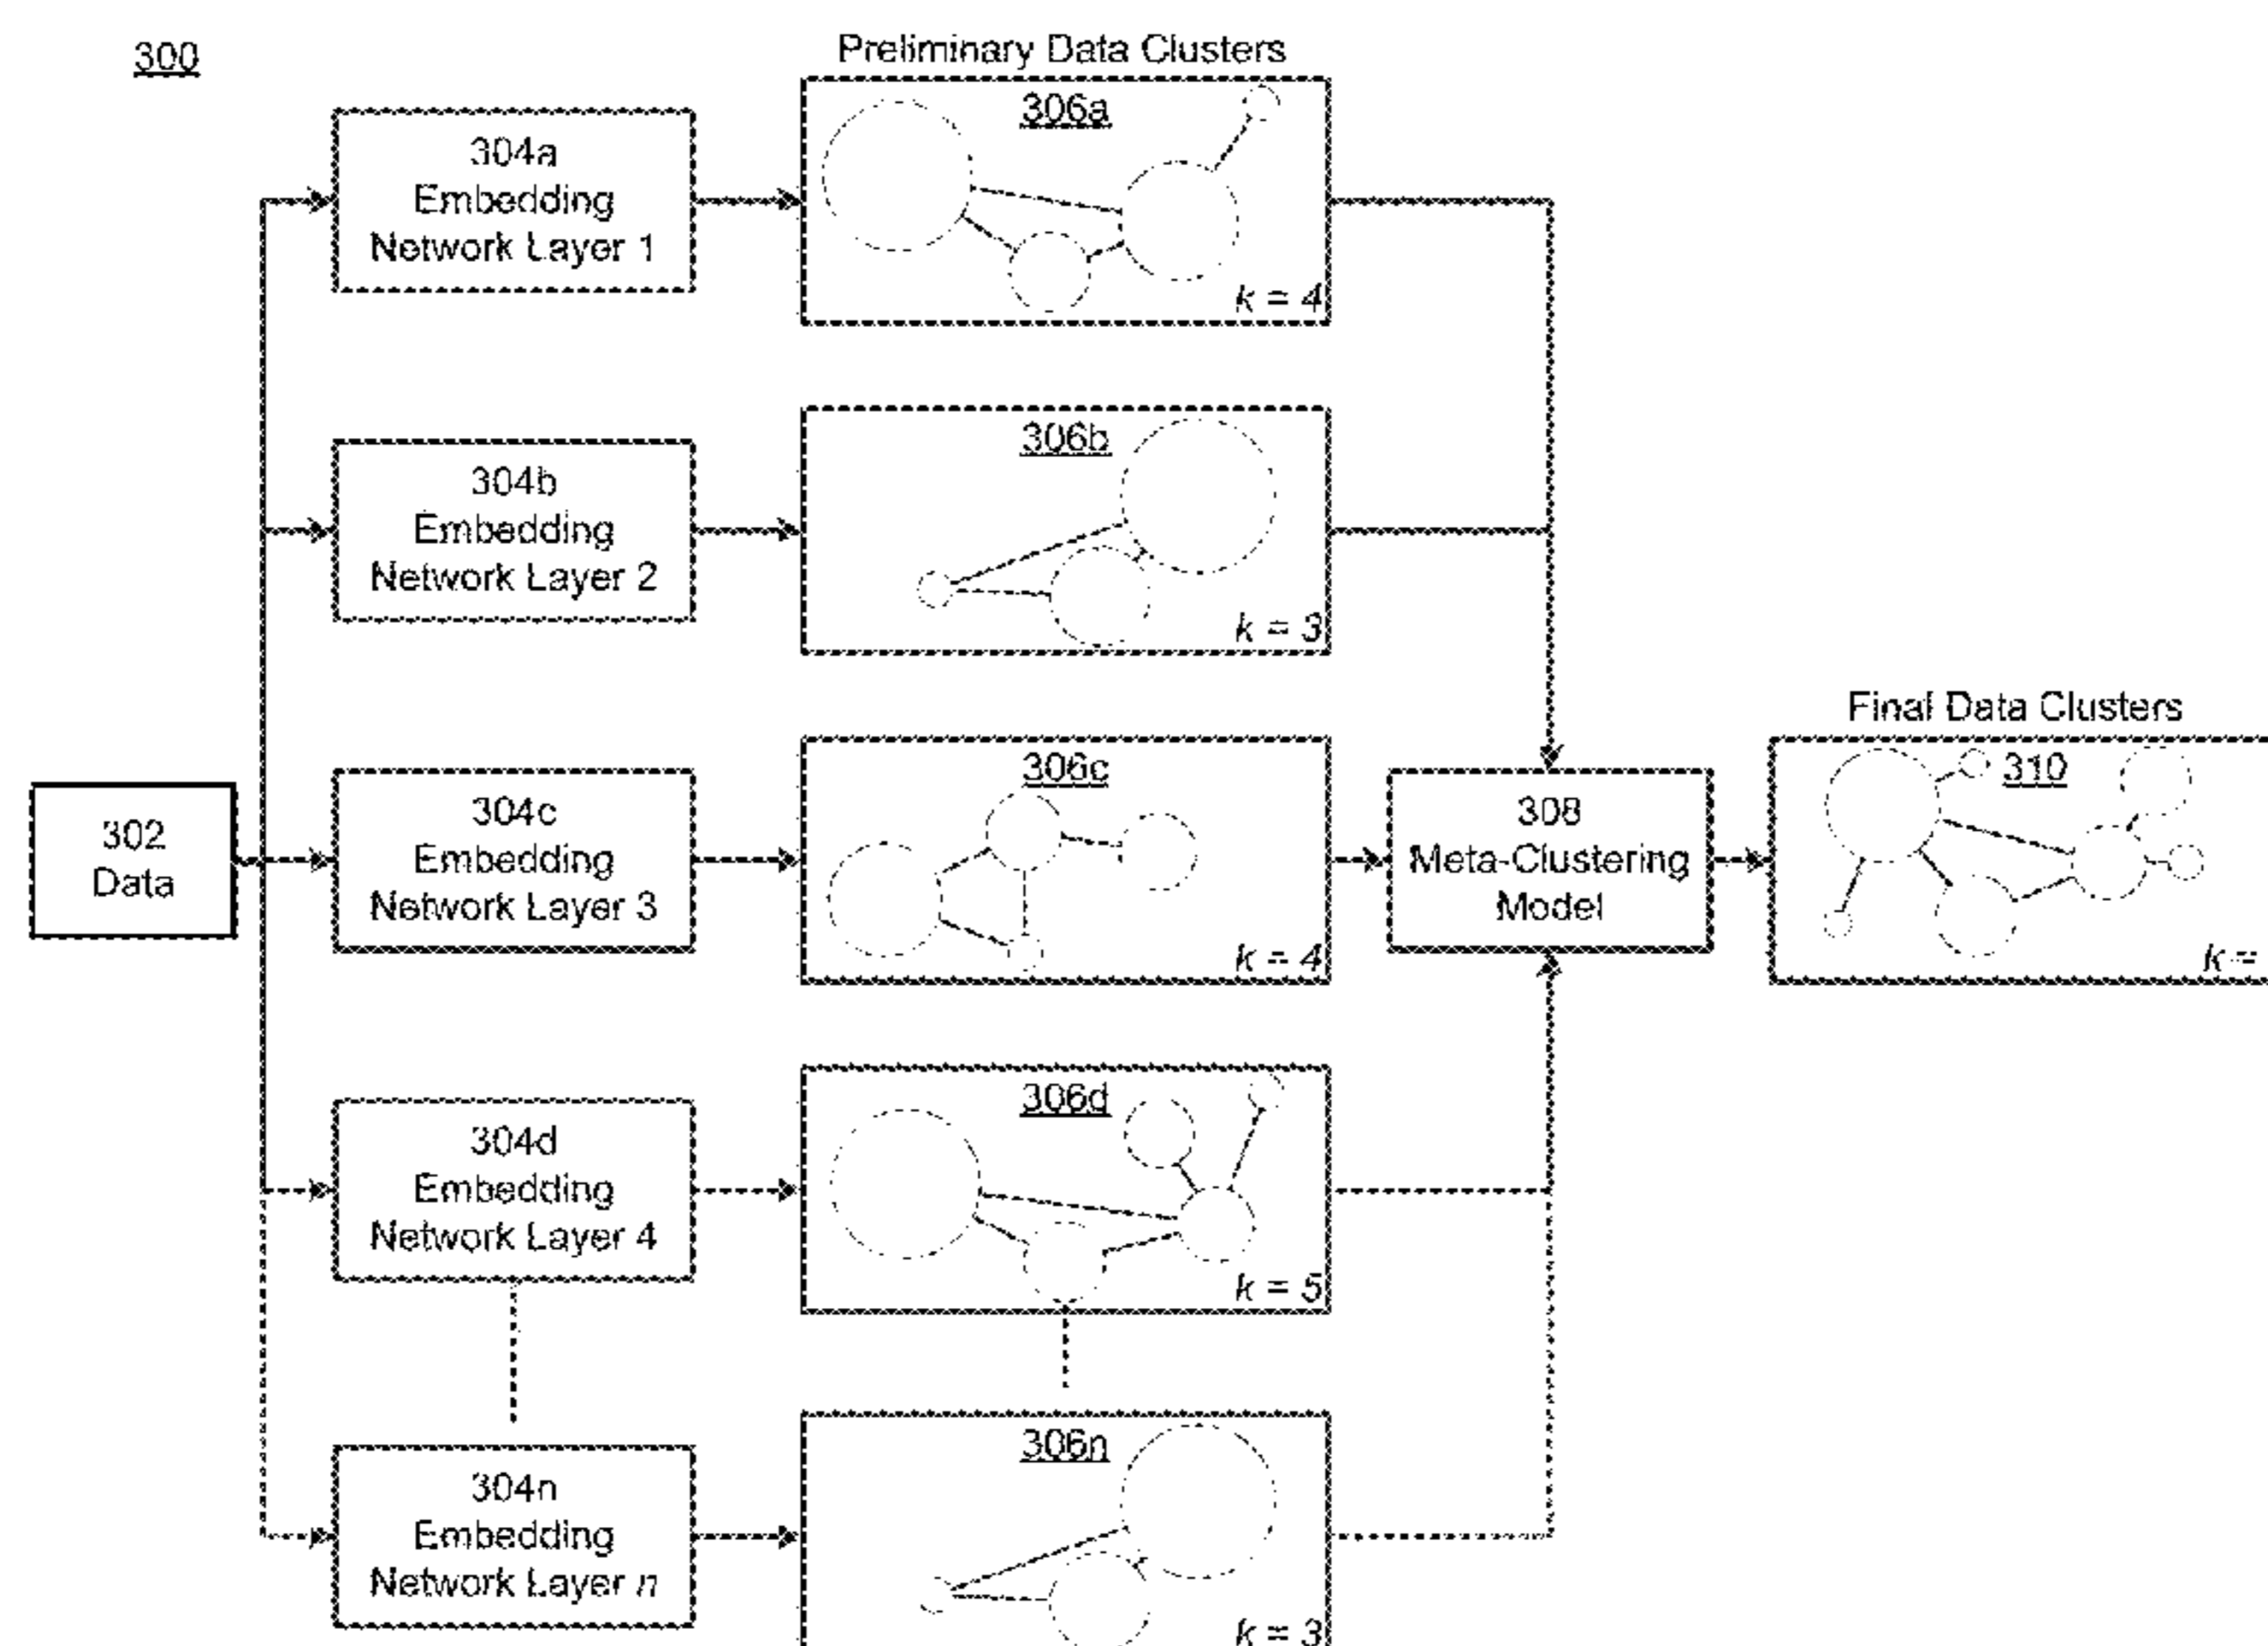 300
Preliminary Data Clusters
304a
Embedding
Network Layer 1
306a
k = 4
304b
Embedding
Network Layer 2
306b
k = 3
Final Data Clusters
302
Data
304c
Embedding
Network Layer 3
306c
k = 4
308
Meta-Clustering
Model
310
k =
304d
Embedding
Network Layer 4
306d
k = 5
304n
Embedding
Network Layer n
306n
k = 3